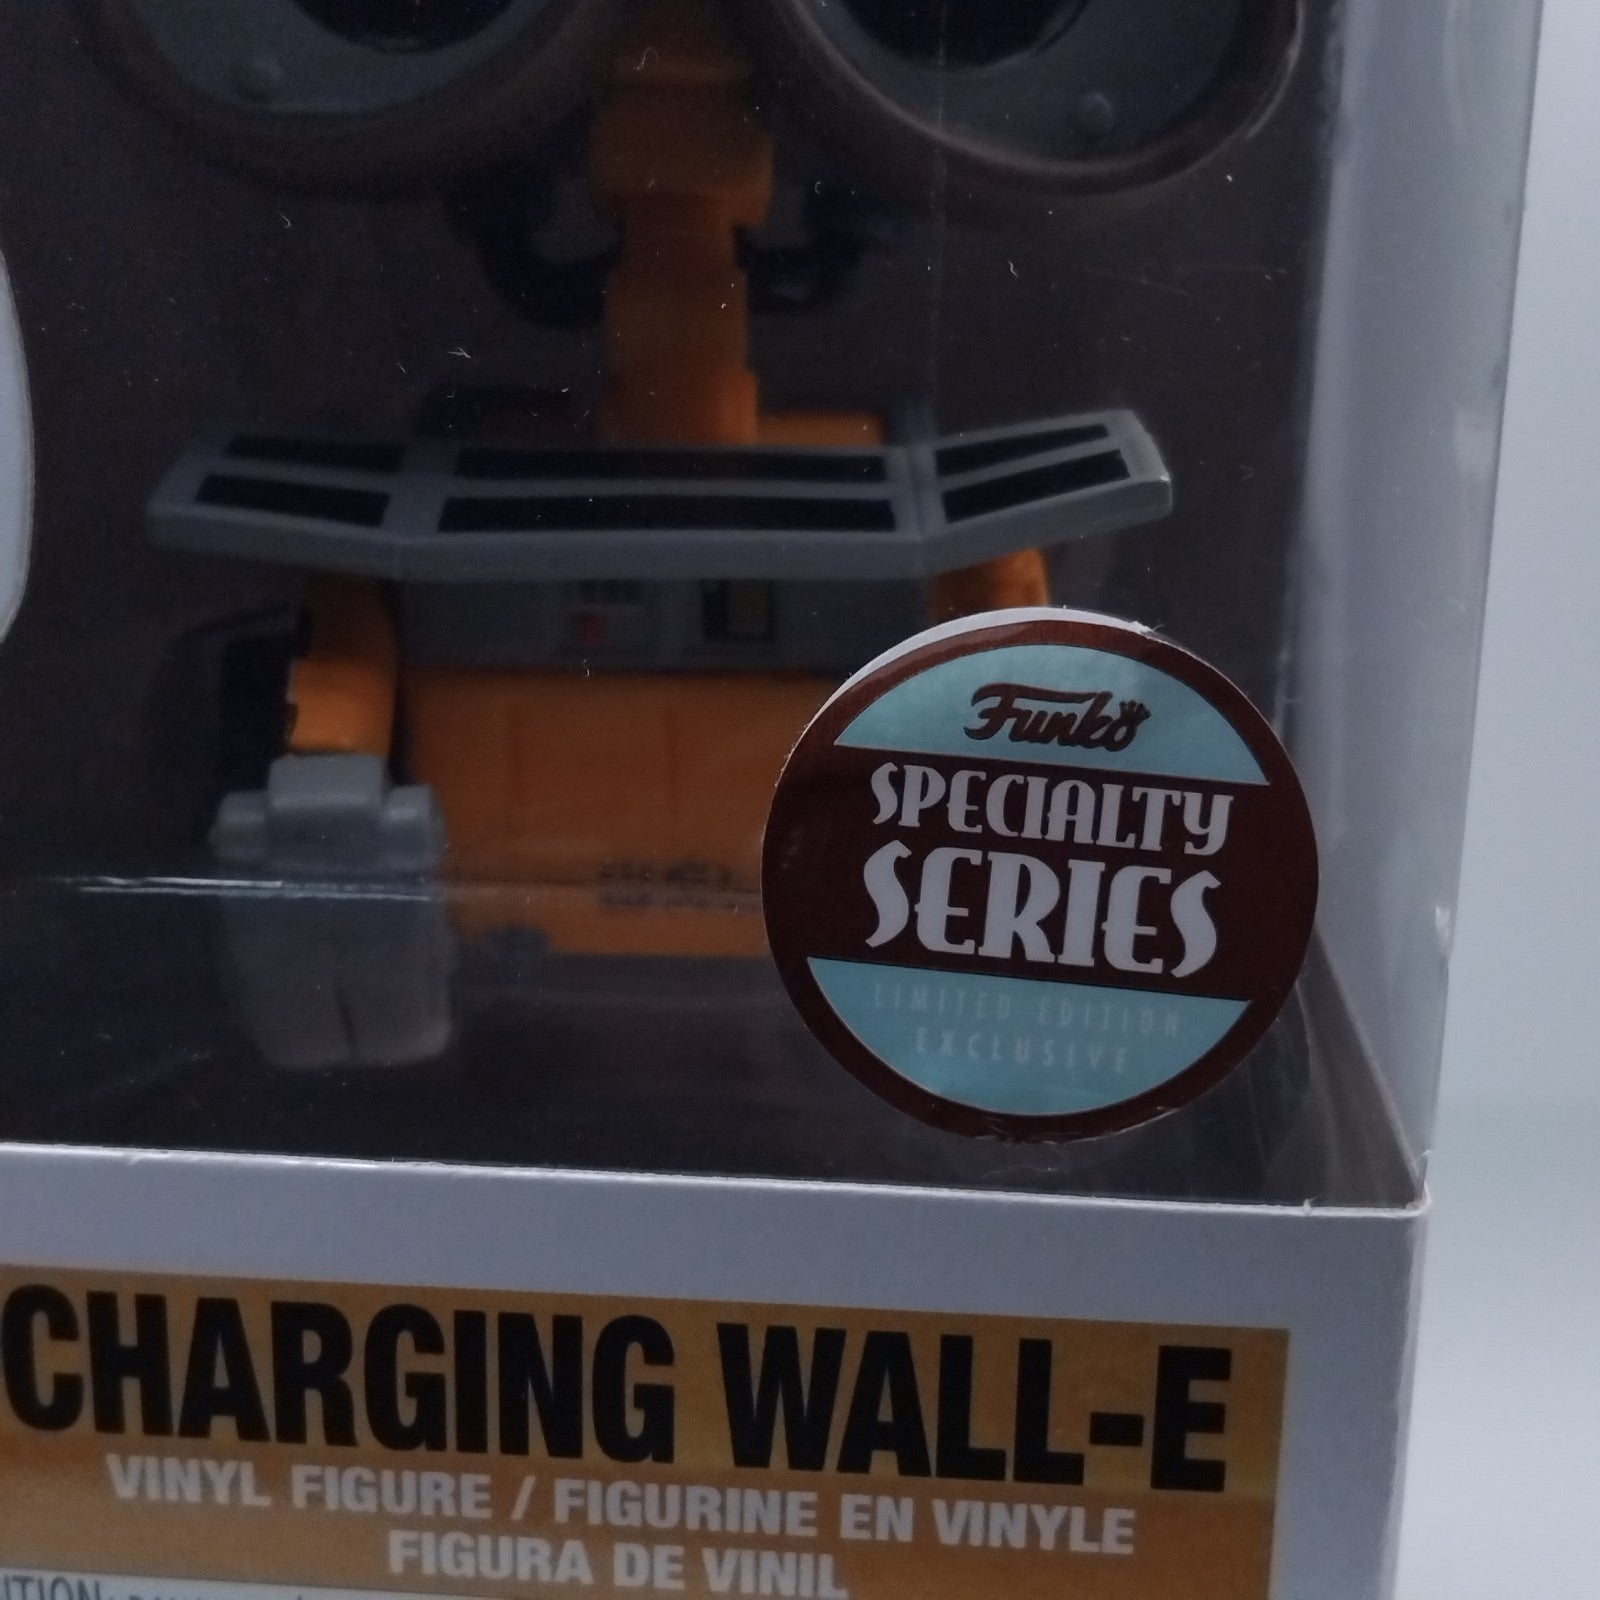 Funko
SPECIALTY
SERIES
LIMITED EDITION
EXCLUSIVE
CHARGING WALL-E
VINYL FIGURE / FIGURINE EN VINYLE
FIGURA DE VINIL